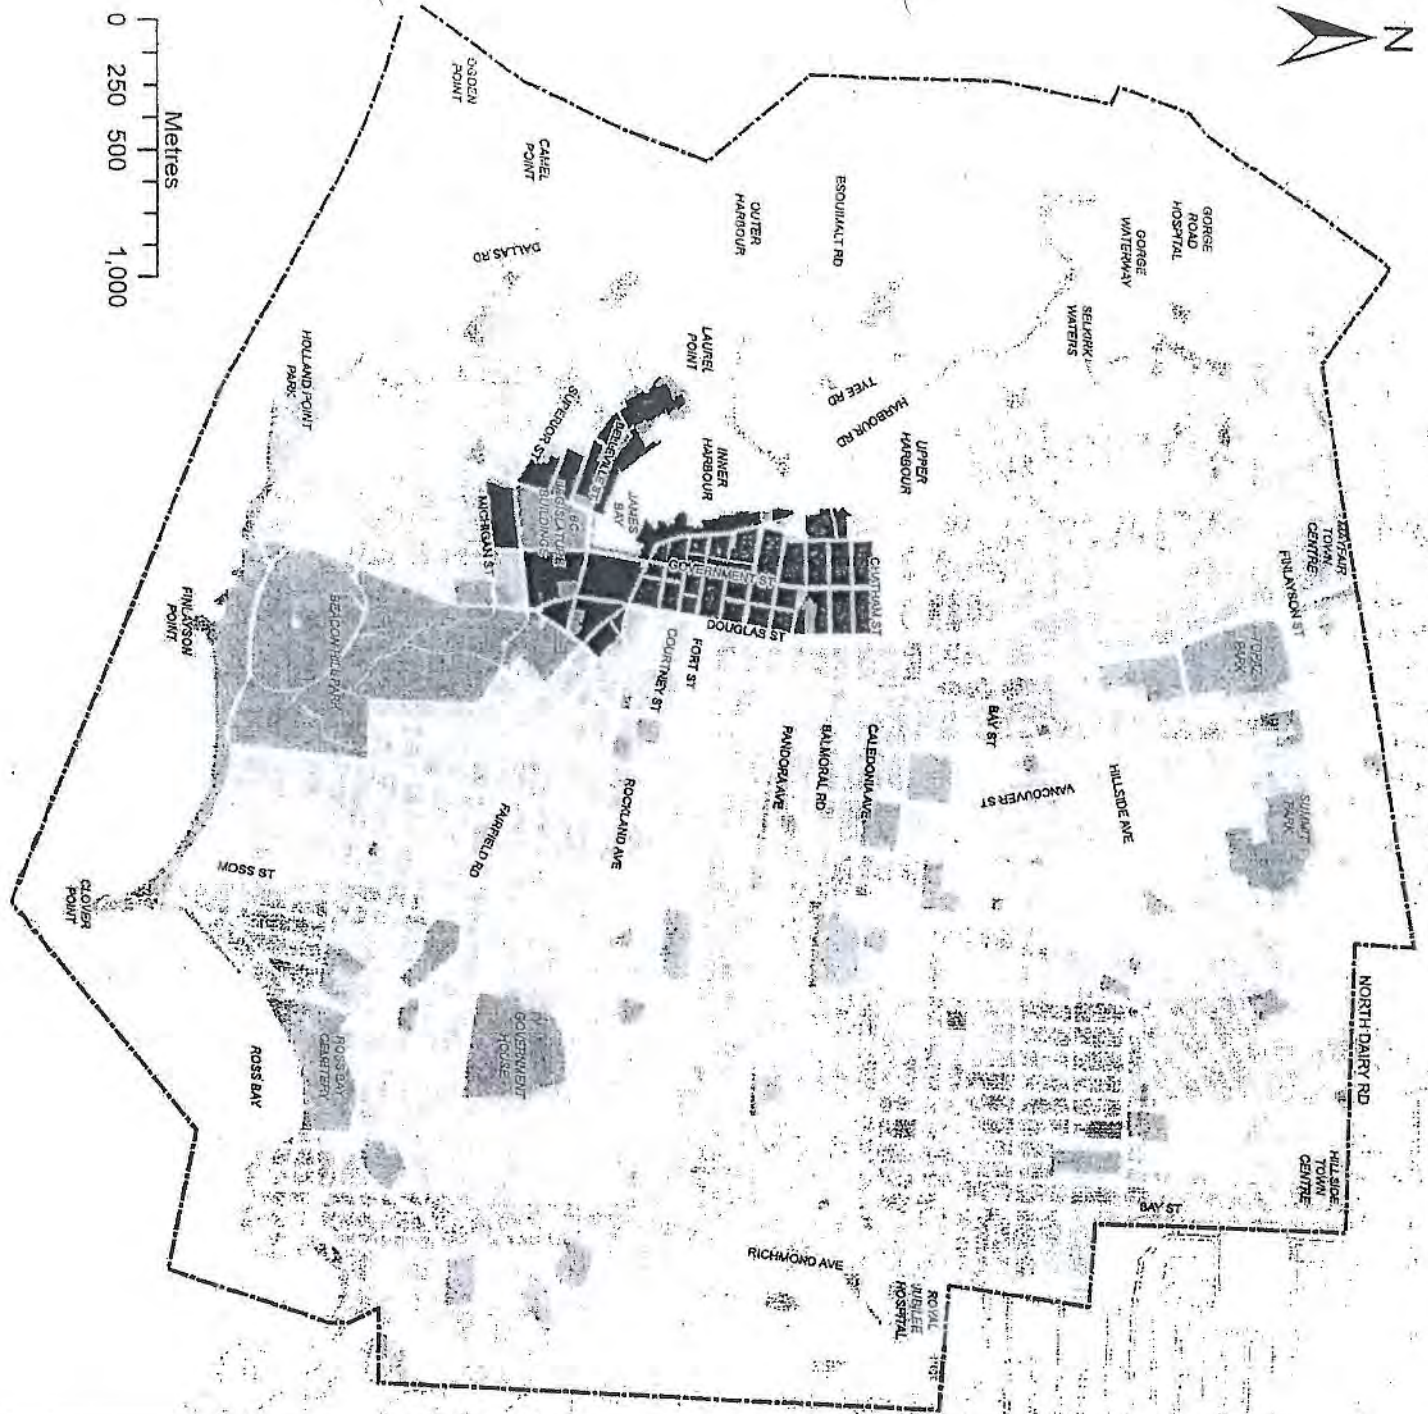 N
0 250 500 1,000
Metres
OGDEN
POINT
CAMEL
POINT
DALLAS RD
OUTER
HARBOUR
ESQUIMALT RD
GORGE
ROAD
HOSPITAL
GORGE
WATERWAY
SELKIRK
WATERS
HOLLAND POINT
PARK
LAUREL
POINT
TYEE RD
HARBOUR RD
SUPERIOR ST
BELLEVILLE ST
INNER
HARBOUR
UPPER
HARBOUR
JAMES
BAY
BC
LEGISLATURE
BUILDINGS
MICHIGAN ST
GOVERNMENT ST
CHATHAM ST
DOUGLAS ST
MAYFAIR
TOWN
CENTRE
FINLAYSON ST
FINLAYSON
POINT
BEACON HILL PARK
COURTNEY ST
FORT ST
TOPAZ
PARK
BAY ST
PANDORA AVE
BALMORAL RD
CALEDONIA AVE
VANCOUVER ST
HILLSIDE AVE
SUMMIT
PARK
ROCKLAND AVE
FAIRFIELD RD
MOSS ST
CLOVER
POINT
ROSS BAY
ROSS BAY
CEMETERY
GOVERNMENT
HOUSE
NORTH DAIRY RD
HILLSIDE
TOWN
CENTRE
BAY ST
RICHMOND AVE
ROYAL
JUBILEE
HOSPITAL